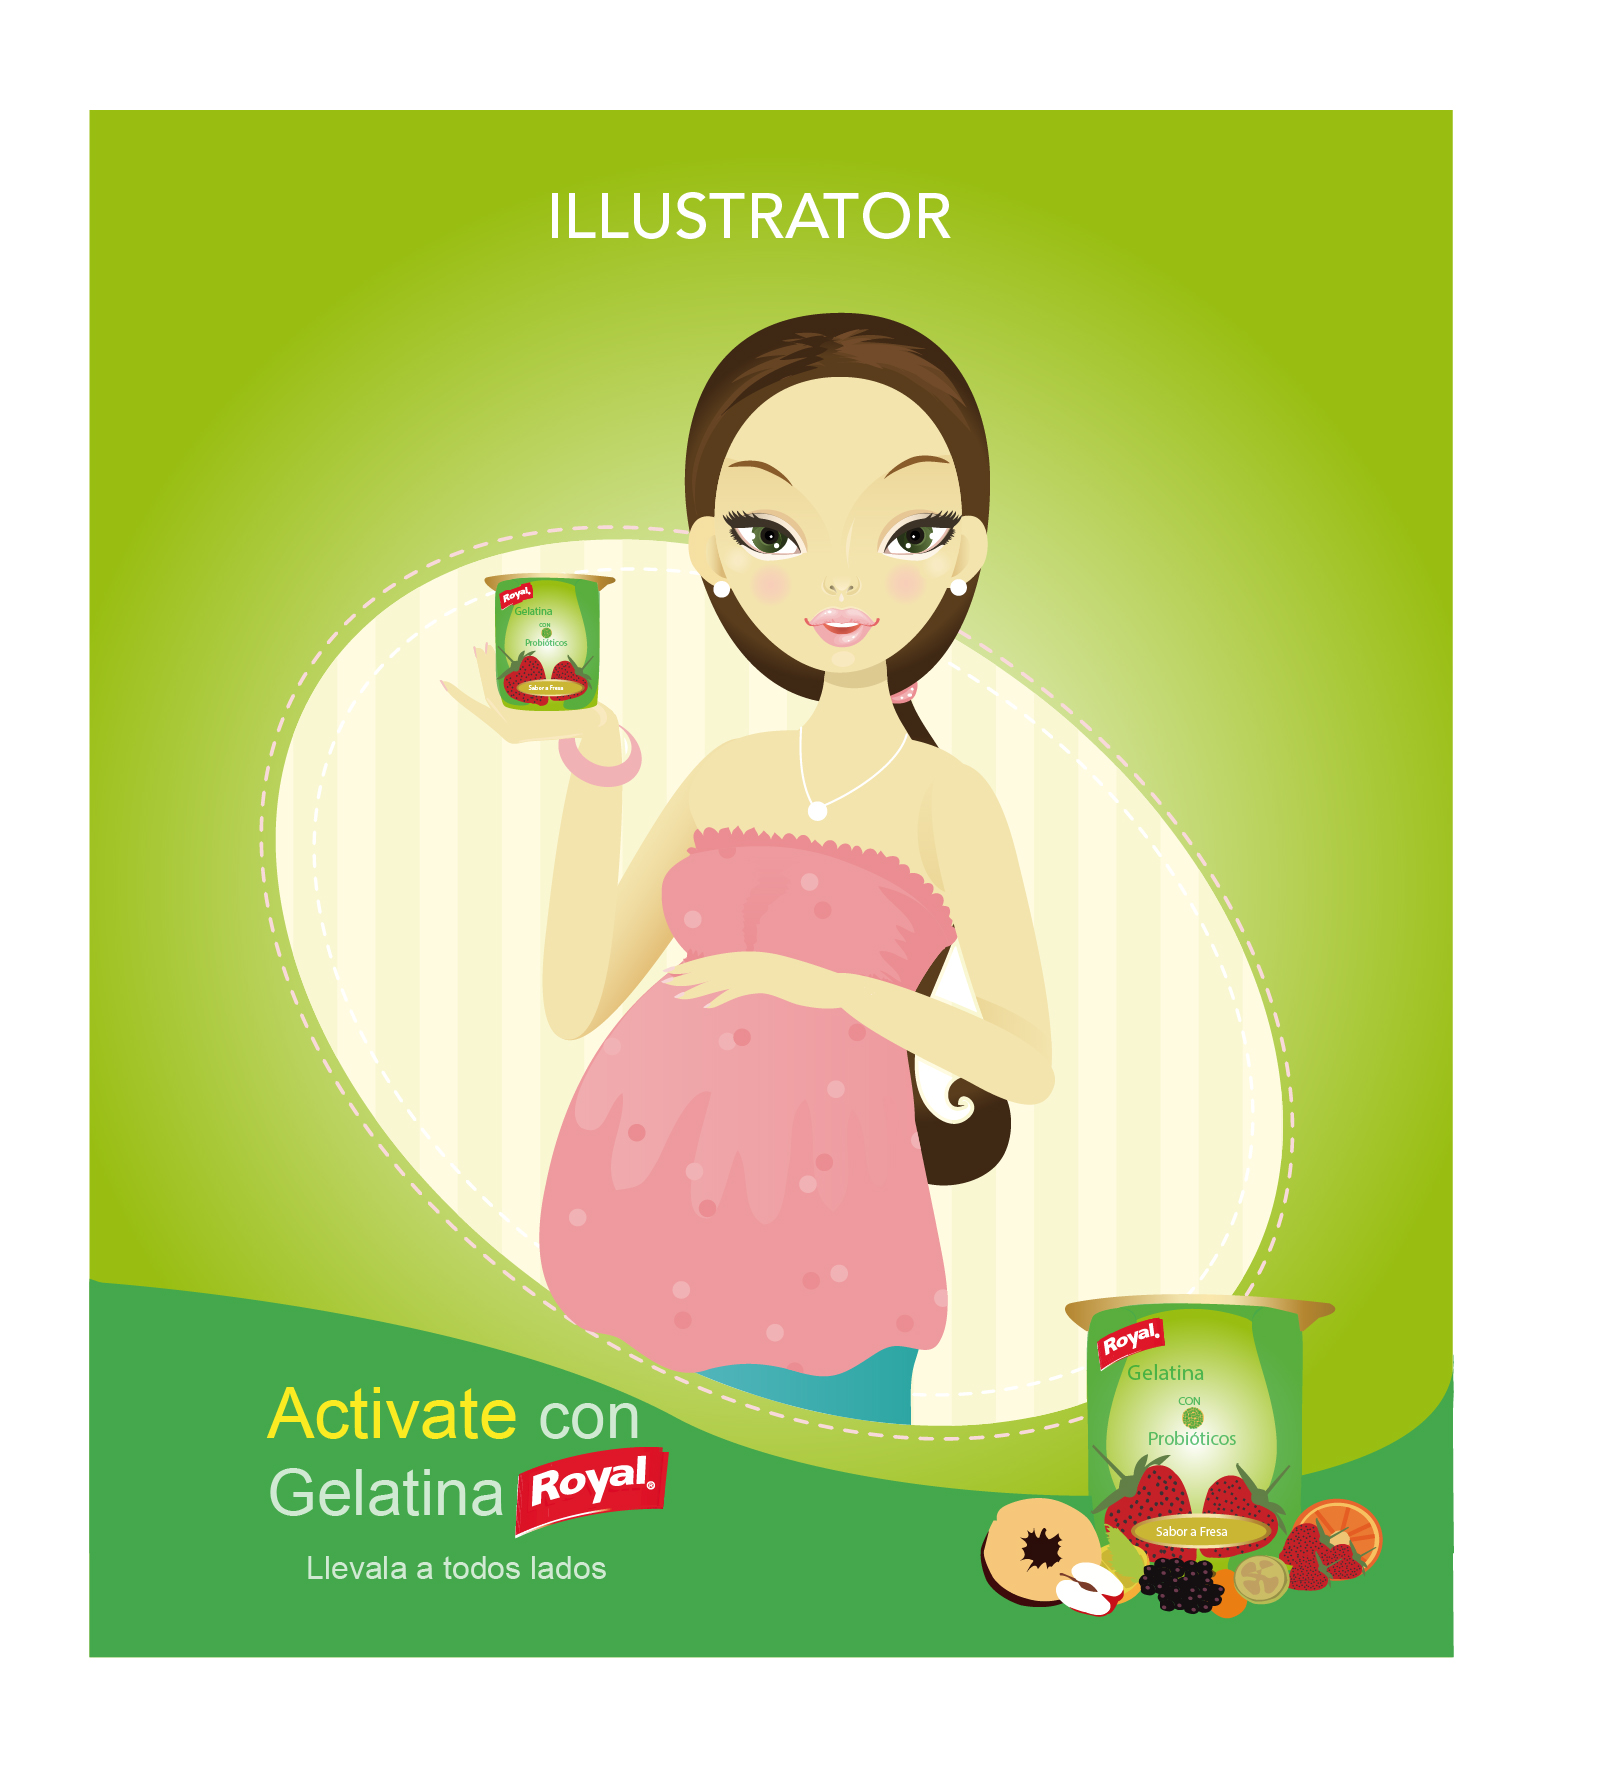 ILLUSTRATOR
Royal
Gelatina
CON
Probióticos
Sabor a Fresa
Activate con
Gelatina Royal®
Llevala a todos lados
Royal
Gelatina
CON
Probióticos
Sabor a Fresa